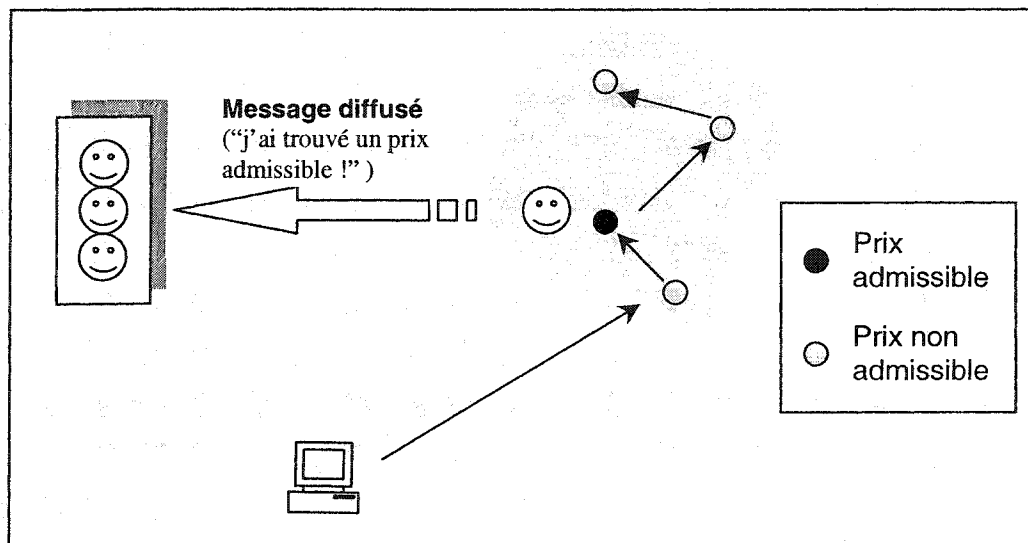 Message diffusé
(“j’ai trouvé un prix
admissible !” )
Prix
admissible
Prix non
admissible